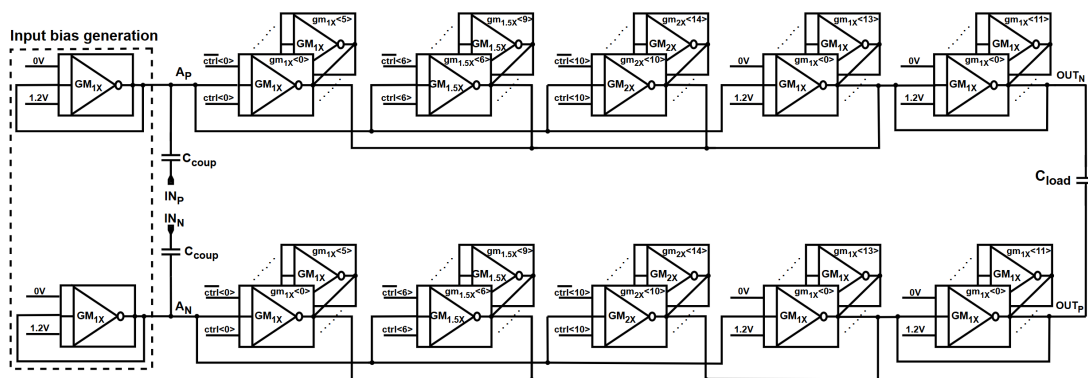 Input bias generation
0V
GM1X
1.2V
AP
Ccoup
INP
gm1X<5>
GM1X
ctrl<0>
gm1X<0>
GM1X
ctrl<0>
gm1.5X<9>
GM1.5X
ctrl<6>
gm1.5X<6>
GM1.5X
ctrl<6>
gm2X<14>
GM2X
ctrl<10>
gm2X<10>
GM2X
ctrl<10>
gm1X<13>
GM1X
0V
gm1X<0>
GM1X
1.2V
gm1X<11>
GM1X
0V
gm1X<0>
GM1X
1.2V
OUTN
Cload
INN
Ccoup
AN
0V
GM1X
1.2V
gm1X<5>
GM1X
ctrl<0>
gm1X<0>
GM1X
ctrl<0>
gm1.5X<9>
GM1.5X
ctrl<6>
gm1.5X<6>
GM1.5X
ctrl<6>
gm2X<14>
GM2X
ctrl<10>
gm2X<10>
GM2X
ctrl<10>
gm1X<13>
GM1X
0V
gm1X<0>
GM1X
1.2V
gm1X<11>
GM1X
0V
gm1X<0>
GM1X
1.2V
OUTP